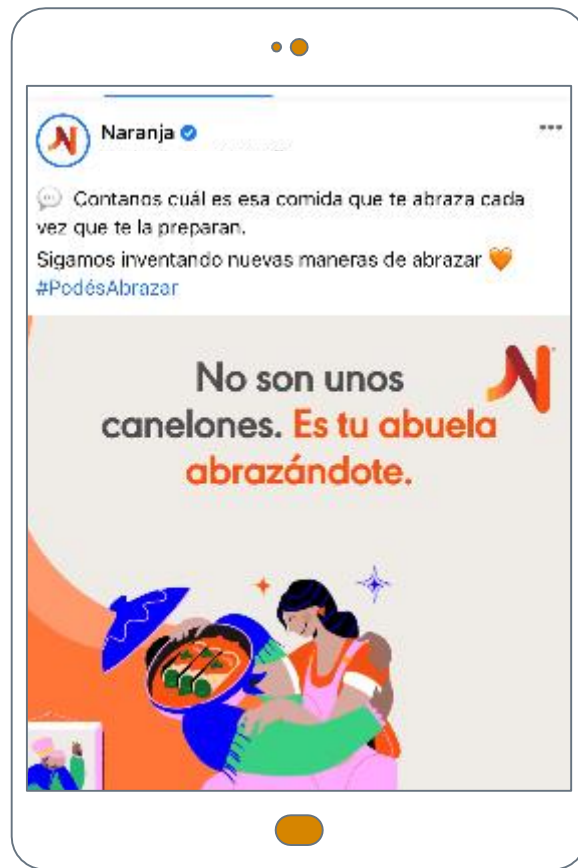 Naranja
Contanos cuál es esa comida que te abraza cada
vez que te la preparan.
Sigamos inventando nuevas maneras de abrazar
#PodésAbrazar
No son unos
canelones. Es tu abuela
abrazándote.